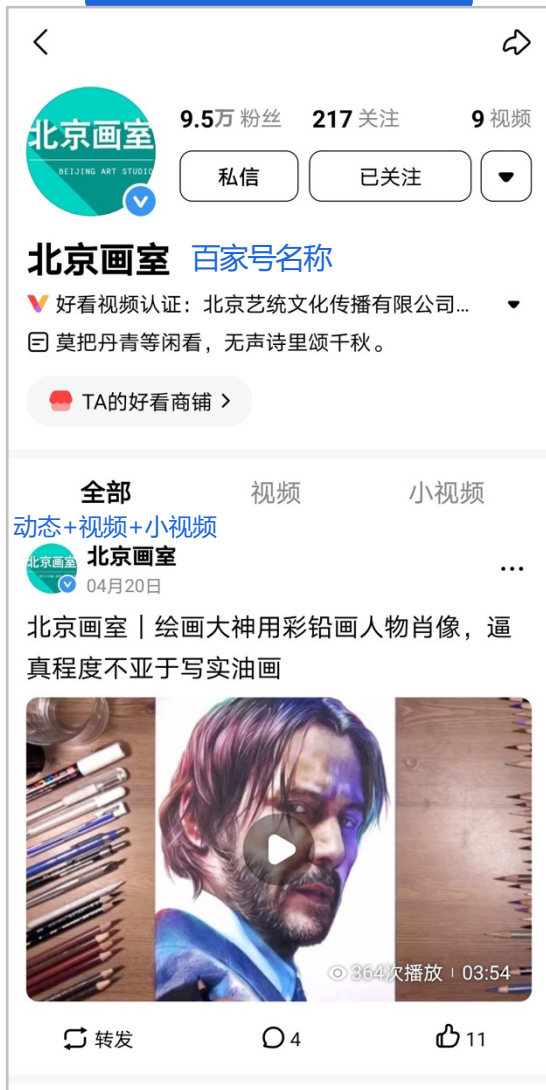 北京画室
BEIJING ART STUDIO
9.5万 粉丝 217 关注 9 视频
私信 已关注
北京画室 百家号名称
好看视频认证：北京艺统文化传播有限公司...
莫把丹青等闲看，无声诗里颂千秋。
TA的好看商铺
全部 视频 小视频
动态+视频+小视频
北京画室
北京画室
04月20日
北京画室｜绘画大神用彩铅画人物肖像，逼
真程度不亚于写实油画
364次播放 | 03:54
转发 4 11